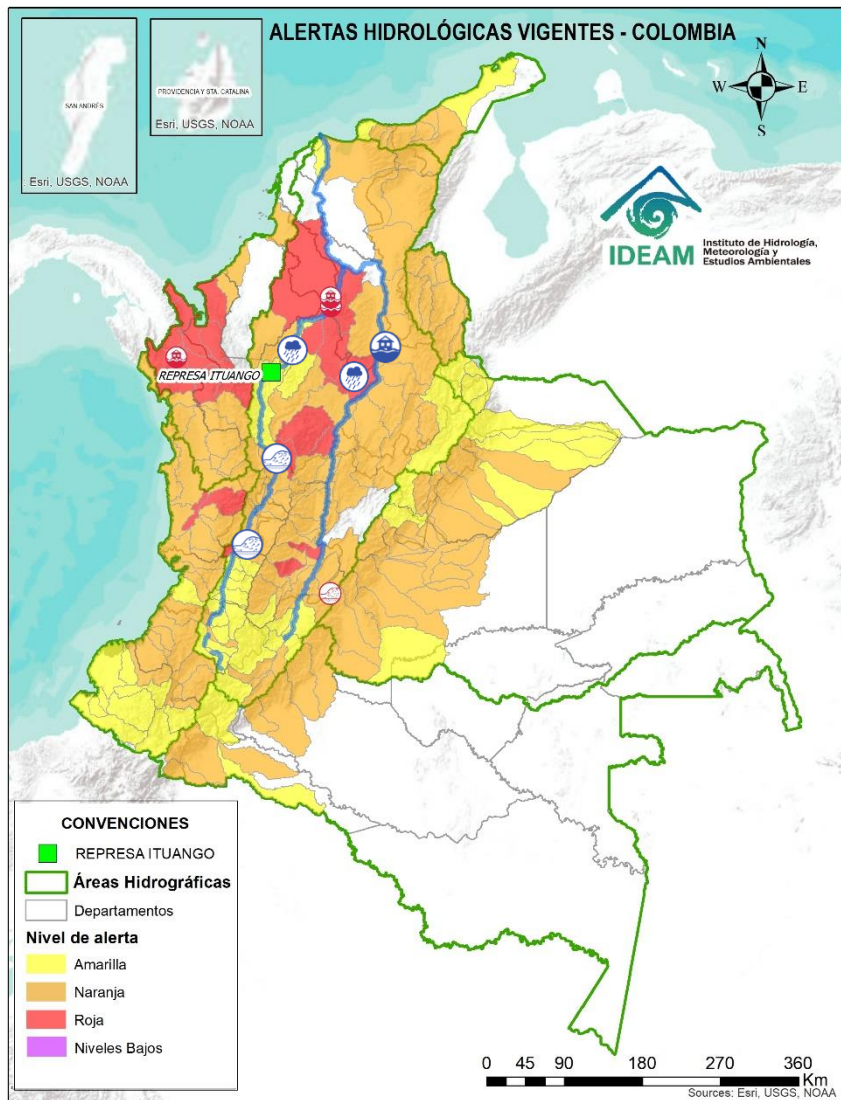 ALERTAS HIDROLÓGICAS VIGENTES - COLOMBIA
SAN ANDRÉS
Esri, USGS, NOAA
PROVIDENCIA Y STA. CATALINA
Esri, USGS, NOAA
N
W
E
S
IDEAM
Instituto de Hidrología,
Meteorología y
Estudios Ambientales
REPRESA ITUANGO
CONVENCIONES
REPRESA ITUANGO
Áreas Hidrográficas
Departamentos
Nivel de alerta
Amarilla
Naranja
Roja
Niveles Bajos
0 45 90 180 270 360
Km
Sources: Esri, USGS, NOAA